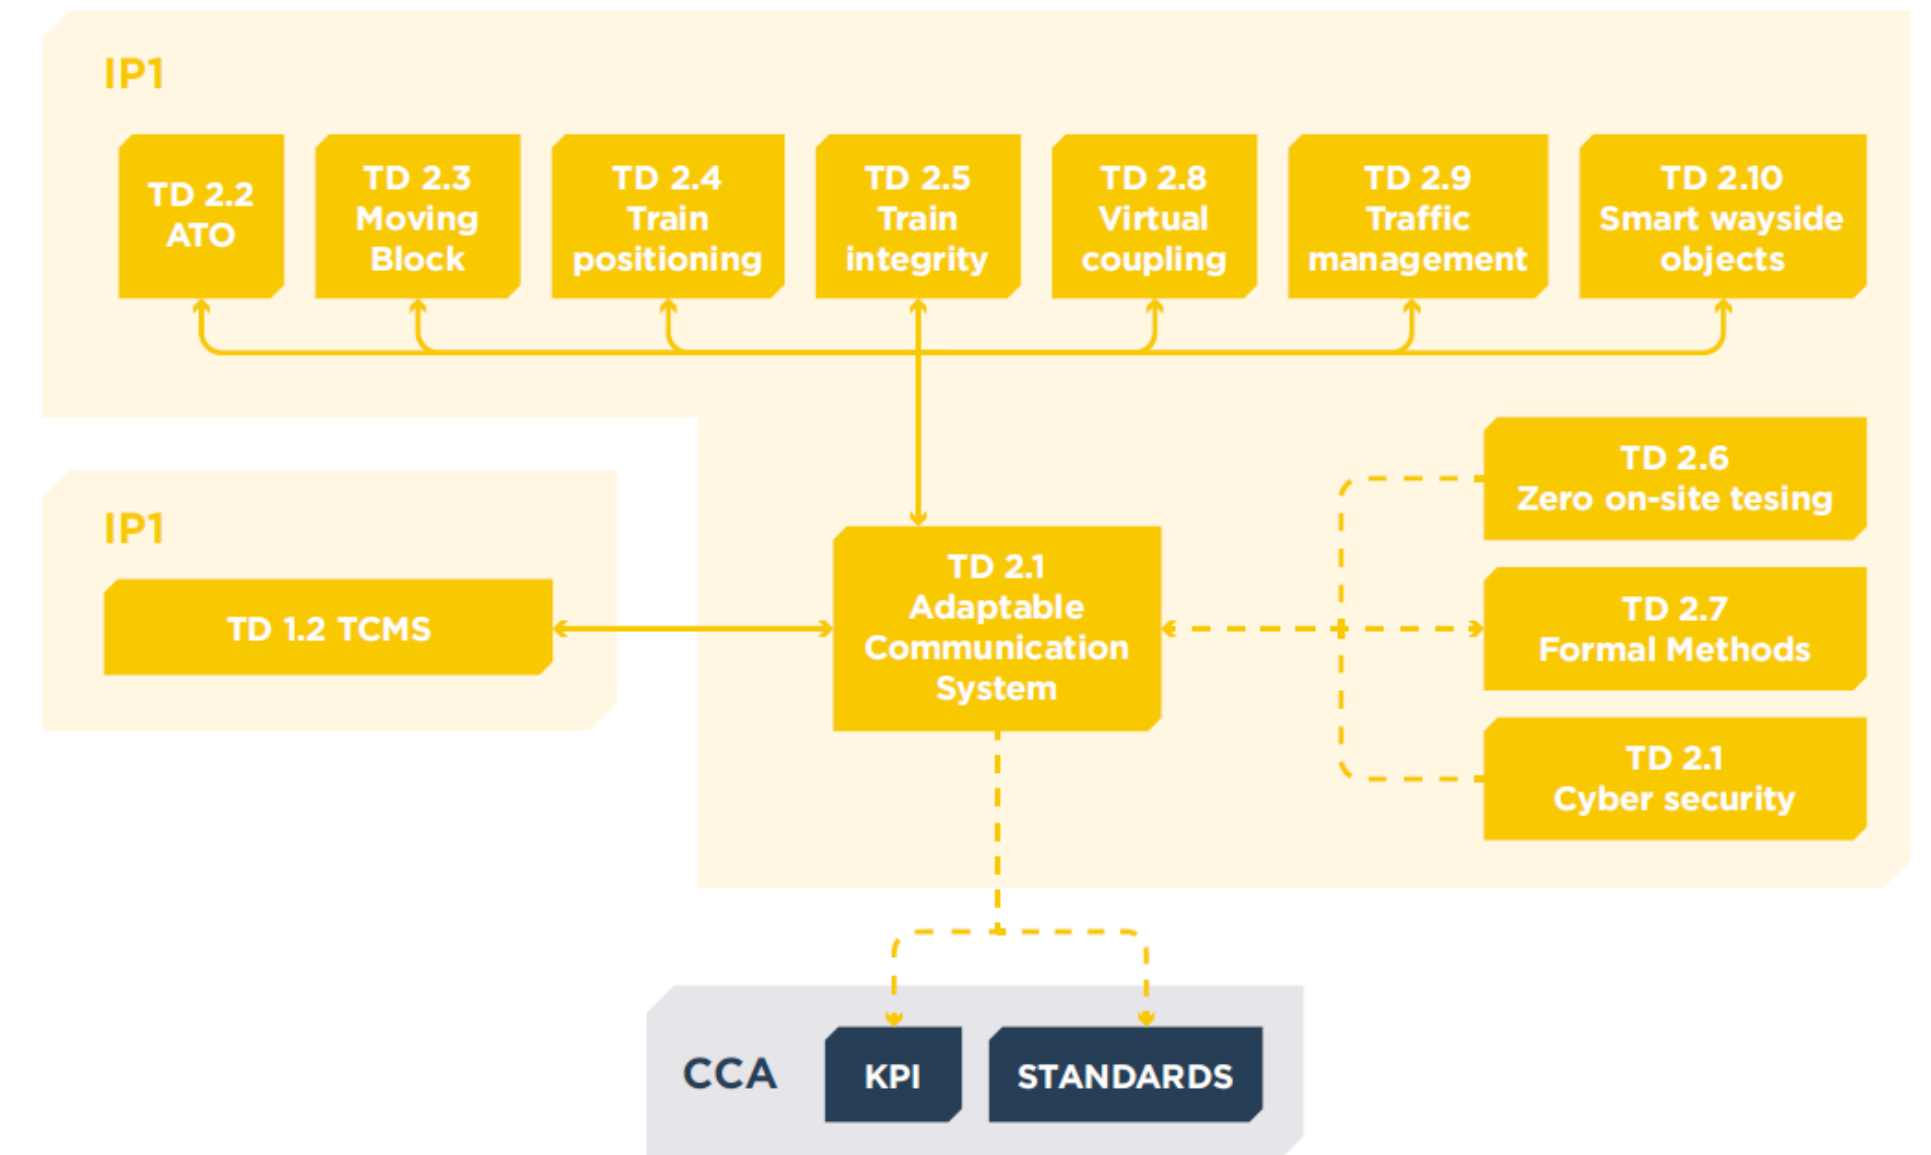 IP1
TD 2.2
ATO
TD 2.3
Moving
Block
TD 2.4
Train
positioning
TD 2.5
Train
integrity
TD 2.8
Virtual
coupling
TD 2.9
Traffic
management
TD 2.10
Smart wayside
objects
IP1
TD 1.2 TCMS
TD 2.1
Adaptable
Communication
System
TD 2.6
Zero on-site tesing
TD 2.7
Formal Methods
TD 2.1
Cyber security
CCA
KPI
STANDARDS